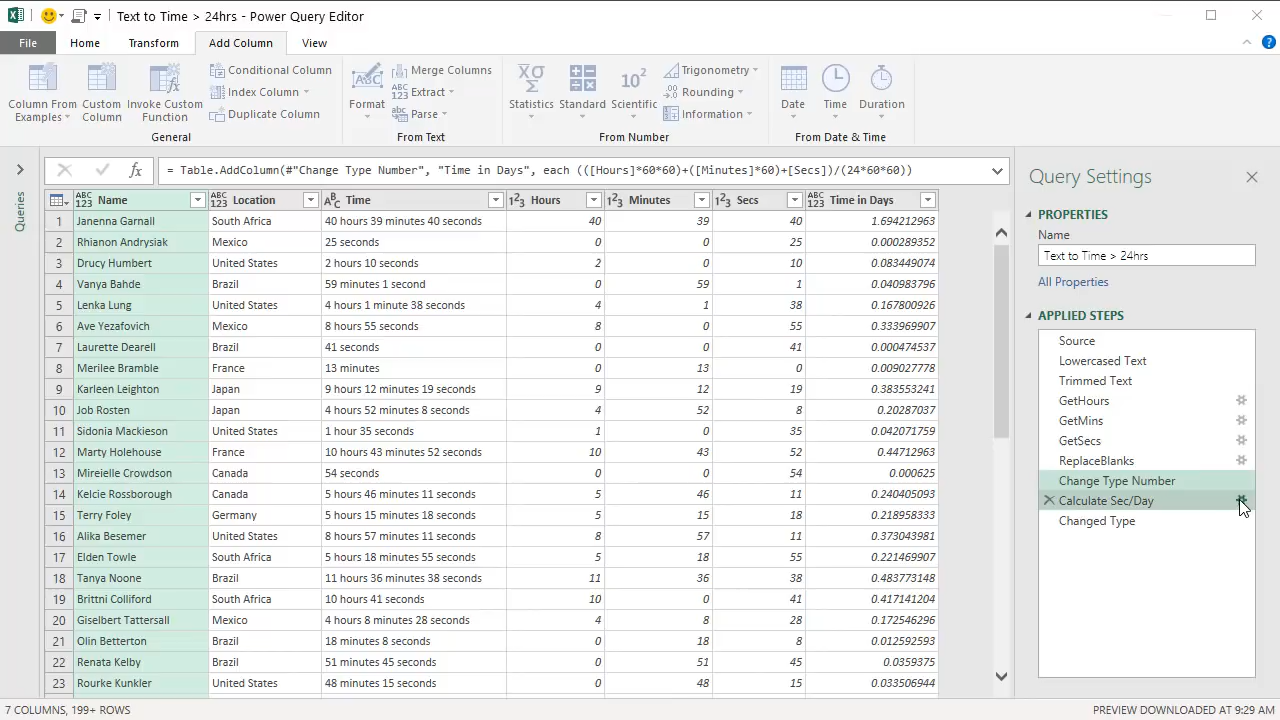 Text to Time > 24hrs - Power Query Editor
File Home Transform Add Column View
Column From Examples
Custom Column
Invoke Custom Function
Conditional Column
Index Column
Duplicate Column
General
Format
Merge Columns
Extract
Parse
From Text
Statistics
Standard
Scientific
Trigonometry
Rounding
Information
From Number
Date
Time
Duration
From Date & Time
= Table.AddColumn(#"Change Type Number", "Time in Days", each (([Hours]*60*60)+([Minutes]*60)+[Secs])/(24*60*60))
Queries
Name Location Time Hours Minutes Secs Time in Days
1 Janenna Garnall South Africa 40 hours 39 minutes 40 seconds 40 39 40 1.694212963
2 Rhianon Andrysiak Mexico 25 seconds 0 0 25 0.000289352
3 Drucy Humbert United States 2 hours 10 seconds 2 0 10 0.083449074
4 Vanya Bahde Brazil 59 minutes 1 second 0 59 1 0.040983796
5 Lenka Lung United States 4 hours 1 minute 38 seconds 4 1 38 0.167800926
6 Ave Yezafovich Mexico 8 hours 55 seconds 8 0 55 0.333969907
7 Laurette Dearell Brazil 41 seconds 0 0 41 0.000474537
8 Merilee Bramble France 13 minutes 0 13 0 0.009027778
9 Karleen Leighton Japan 9 hours 12 minutes 19 seconds 9 12 19 0.383553241
10 Job Rosten Japan 4 hours 52 minutes 8 seconds 4 52 8 0.20287037
11 Sidonia Mackieson United States 1 hour 35 seconds 1 0 35 0.042071759
12 Marty Holehouse France 10 hours 43 minutes 52 seconds 10 43 52 0.44712963
13 Mireielle Crowdson Canada 54 seconds 0 0 54 0.000625
14 Kelcie Rossborough Canada 5 hours 46 minutes 11 seconds 5 46 11 0.240405093
15 Terry Foley Germany 5 hours 15 minutes 18 seconds 5 15 18 0.218958333
16 Alika Besemer United States 8 hours 57 minutes 11 seconds 8 57 11 0.373043981
17 Elden Towle South Africa 5 hours 18 minutes 55 seconds 5 18 55 0.221469907
18 Tanya Noone Brazil 11 hours 36 minutes 38 seconds 11 36 38 0.483773148
19 Brittni Colliford South Africa 10 hours 41 seconds 10 0 41 0.417141204
20 Giselbert Tattersall Mexico 4 hours 8 minutes 28 seconds 4 8 28 0.172546296
21 Olin Betterton Brazil 18 minutes 8 seconds 0 18 8 0.012592593
22 Renata Kelby Brazil 51 minutes 45 seconds 0 51 45 0.0359375
23 Rourke Kunkler United States 48 minutes 15 seconds 0 48 15 0.033506944
Query Settings
PROPERTIES
Name
Text to Time > 24hrs
All Properties
APPLIED STEPS
Source
Lowercased Text
Trimmed Text
GetHours
GetMins
GetSecs
ReplaceBlanks
Change Type Number
Calculate Sec/Day
Changed Type
7 COLUMNS, 199+ ROWS
PREVIEW DOWNLOADED AT 9:29 AM